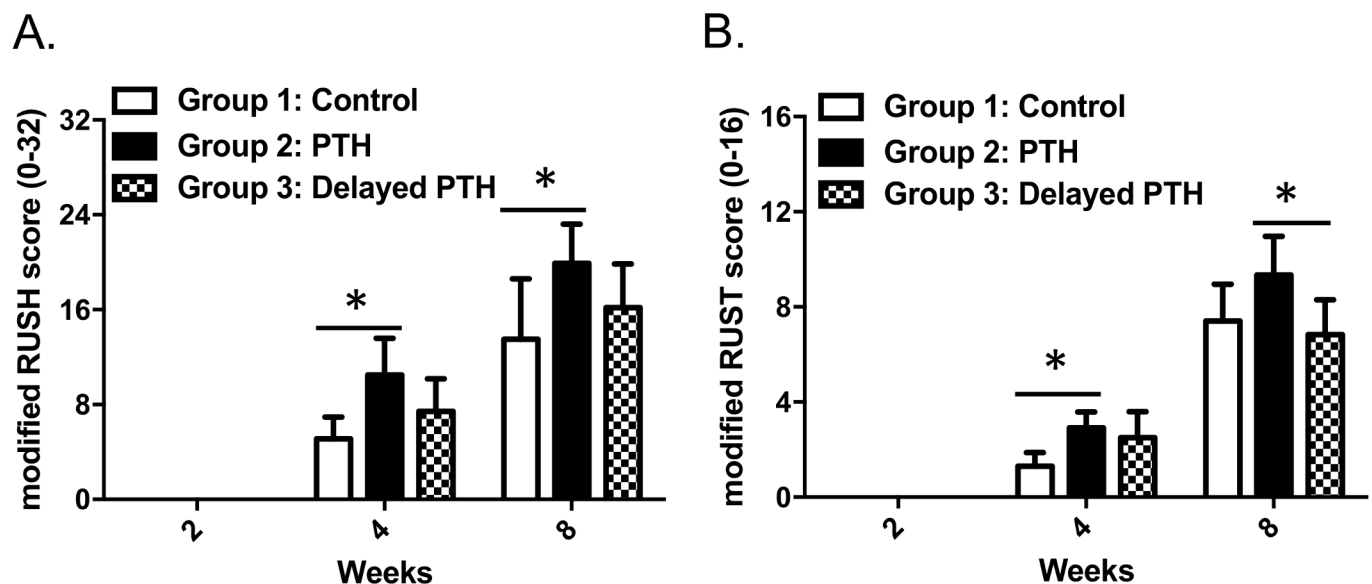 A.
modified RUSH score (0-32)
32
24
16
8
0
Group 1: Control
Group 2: PTH
Group 3: Delayed PTH
*
*
2
4
8
Weeks
B.
modified RUST score (0-16)
16
12
8
4
0
Group 1: Control
Group 2: PTH
Group 3: Delayed PTH
*
*
2
4
8
Weeks